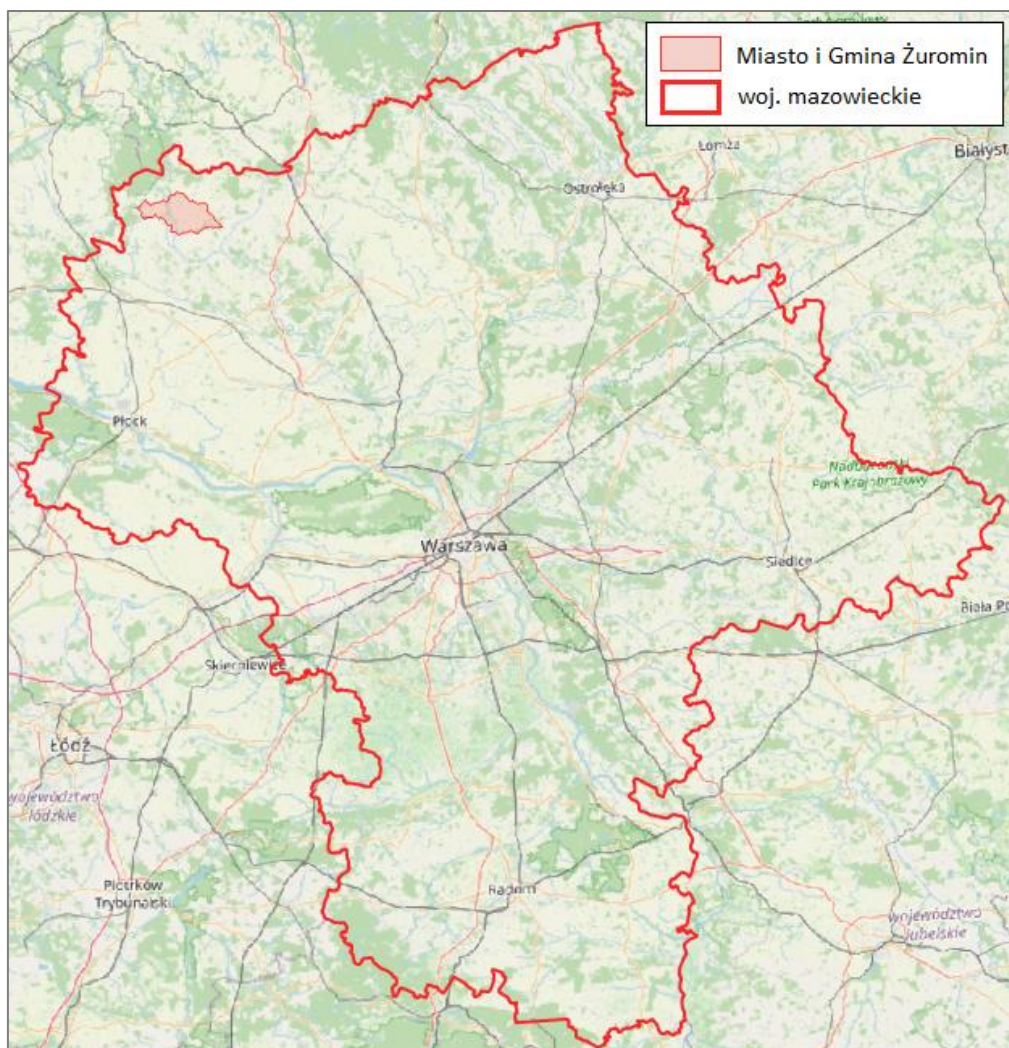 Miasto i Gmina Żuromin
woj. mazowieckie
Łomża
Białyst
Ostrołęka
Płock
Nadbużański
Park Krajobrazowy
Warszawa
Siedlce
Biała Po
Skierniewice
Łódź
województwo
łódzkie
Piotrków
Trybunalski
Radom
województwo
lubelskie